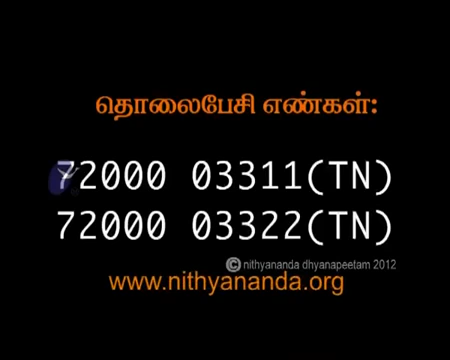 தொலைபேசி எண்கள்:
72000 03311(TN)
72000 03322(TN)
© nithyananda dhyanapeetam 2012
www.nithyananda.org